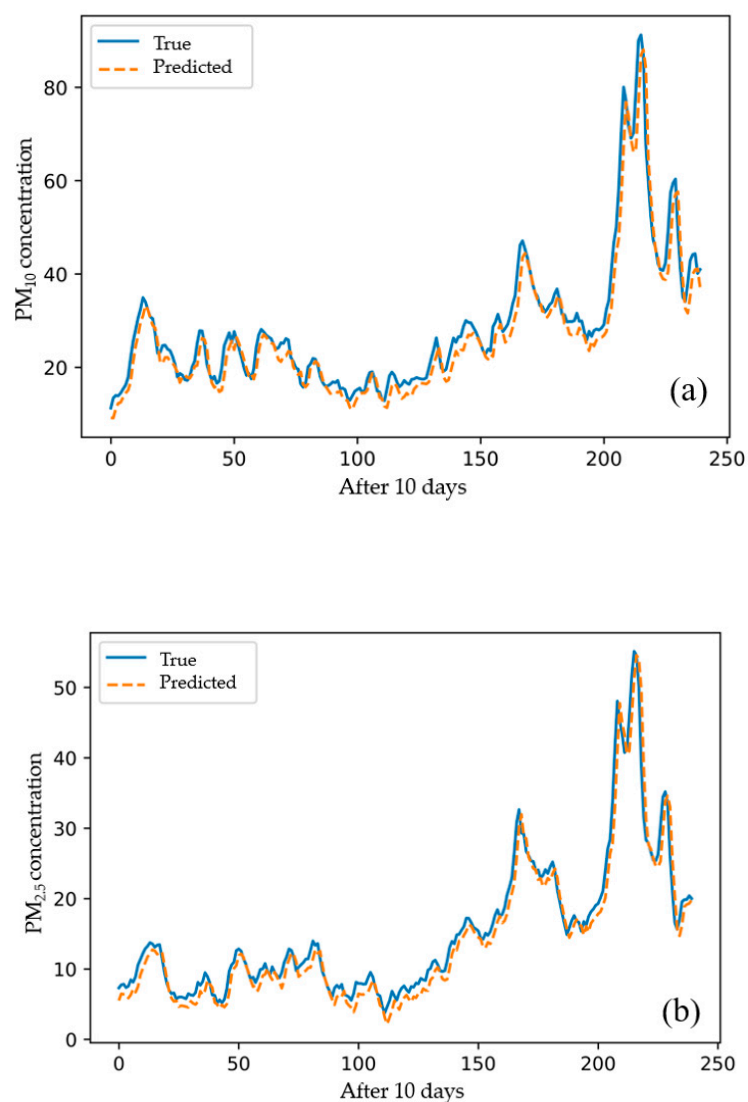 True
Predicted
80
60
40
20
PM10 concentration
(a)
0 50 100 150 200 250
After 10 days
True
Predicted
50
40
30
20
10
0
PM2.5 concentration
(b)
0 50 100 150 200 250
After 10 days